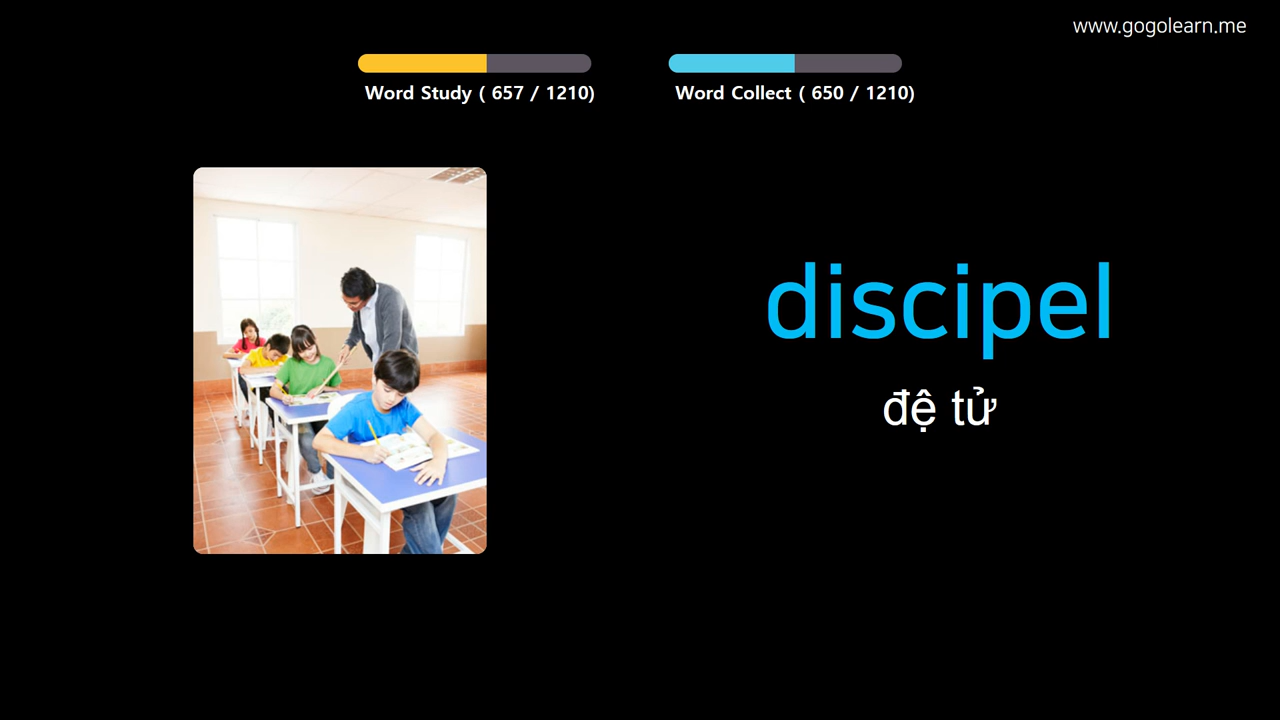 www.gogolearn.me
Word Study ( 657 / 1210)
Word Collect ( 650 / 1210)
discipel
đệ tử